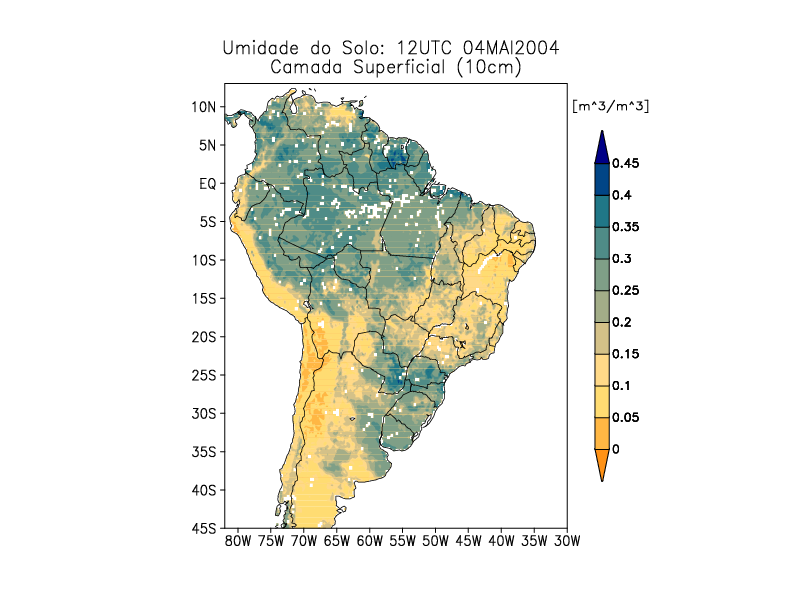 Umidade do Solo: 12UTC 04MAI2004
Camada Superficial (10cm)
[m^3/m^3]
10N
5N
EQ
5S
10S
15S
20S
25S
30S
35S
40S
45S
80W 75W 70W 65W 60W 55W 50W 45W 40W 35W 30W
0.45
0.4
0.35
0.3
0.25
0.2
0.15
0.1
0.05
0